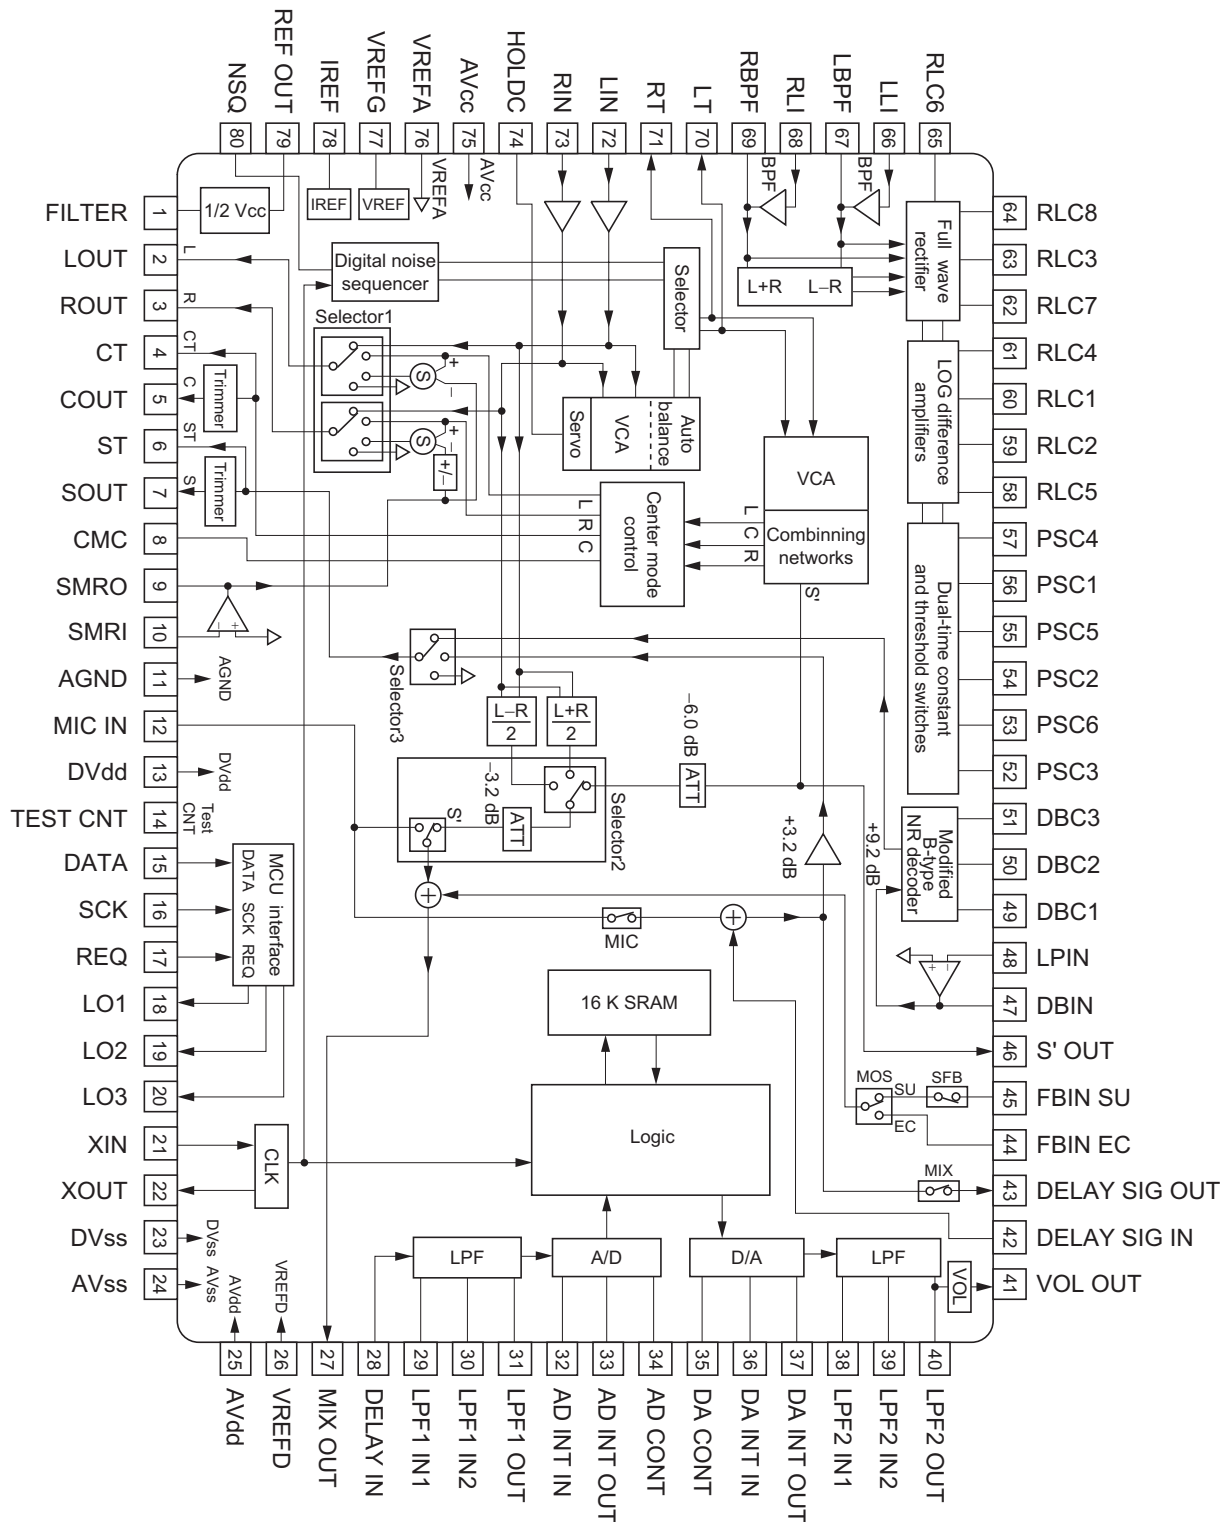 NSQ
REF OUT
IREF
VREFG
VREFA
AVcc
HOLDC
RIN
LIN
RT
LT
RBPF
RLI
LBPF
LLI
RLC6
80
79
78
77
76
75
74
73
72
71
70
69
68
67
66
65
FILTER
1
LOUT
2
ROUT
3
CT
4
COUT
5
ST
6
SOUT
7
CMC
8
SMRO
9
SMRI
10
AGND
11
MIC IN
12
DVdd
13
TEST CNT
14
DATA
15
SCK
16
REQ
17
LO1
18
LO2
19
LO3
20
XIN
21
XOUT
22
DVss
23
AVss
24
1/2 Vcc
IREF
VREF
VREFA
AVcc
BPF
BPF
L
R
CT
C
Trimmer
ST
S
Trimmer
Digital noise
sequencer
Selector
L+R
L–R
Full wave
rectifier
Selector1
S
+
–
S
+
–
+/–
Servo
VCA
Auto
balance
LOG difference
amplifiers
VCA
Combinning
networks
L
C
R
S'
Center mode
control
L
R
C
Dual-time constant
and threshold switches
–
+
AGND
Selector3
L–R
2
L+R
2
–6.0 dB
ATT
–3.2 dB
ATT
S'
Selector2
+3.2 dB
+9.2 dB
Modified
B-type
NR decoder
DVdd
Test
CNT
MCU interface
DATA SCK REQ
+
MIC
+
+
–
16 K SRAM
Logic
MOS
SU
EC
SFB
MIX
CLK
DVss
AVss
AVdd
VREFD
LPF
A/D
D/A
LPF
VOL
64
RLC8
63
RLC3
62
RLC7
61
RLC4
60
RLC1
59
RLC2
58
RLC5
57
PSC4
56
PSC1
55
PSC5
54
PSC2
53
PSC6
52
PSC3
51
DBC3
50
DBC2
49
DBC1
48
LPIN
47
DBIN
46
S' OUT
45
FBIN SU
44
FBIN EC
43
DELAY SIG OUT
42
DELAY SIG IN
41
VOL OUT
25
26
27
28
29
30
31
32
33
34
35
36
37
38
39
40
AVdd
VREFD
MIX OUT
DELAY IN
LPF1 IN1
LPF1 IN2
LPF1 OUT
AD INT IN
AD INT OUT
AD CONT
DA CONT
DA INT IN
DA INT OUT
LPF2 IN1
LPF2 IN2
LPF2 OUT